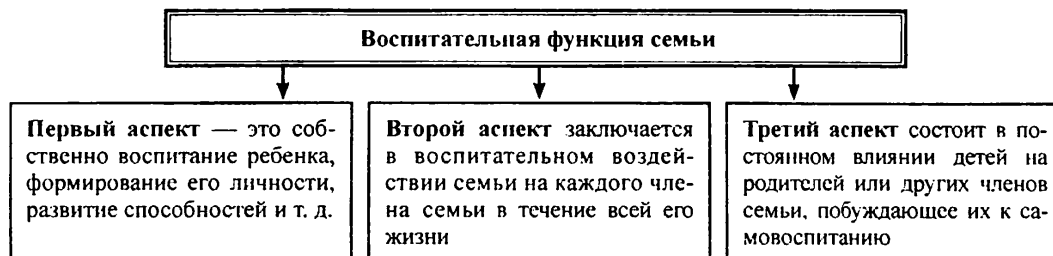 Воспитательная функция семьи
Первый аспект — это соб-
ственно воспитание ребенка,
формирование его личности,
развитие способностей и т. д.
Второй аспект заключается
в воспитательном воздей-
ствии семьи на каждого чле-
на семьи в течение всей его
жизни
Третий аспект состоит в по-
стоянном влиянии детей на
родителей или других членов
семьи, побуждающее их к са-
мовоспитанию